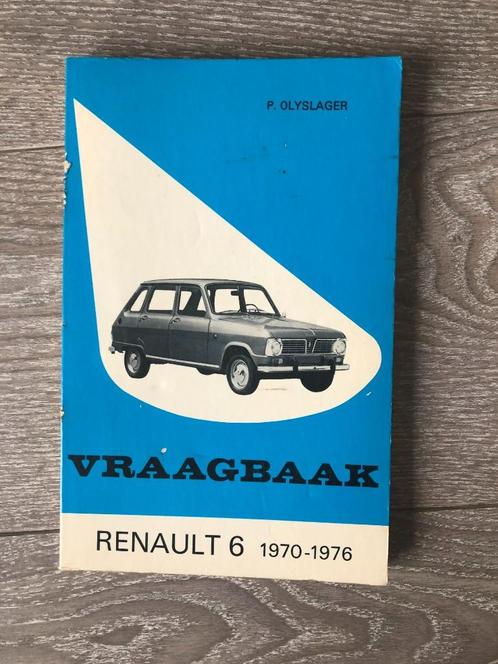 P. OLYSLAGER
VRAAGBAAK
RENAULT 6 1970-1976